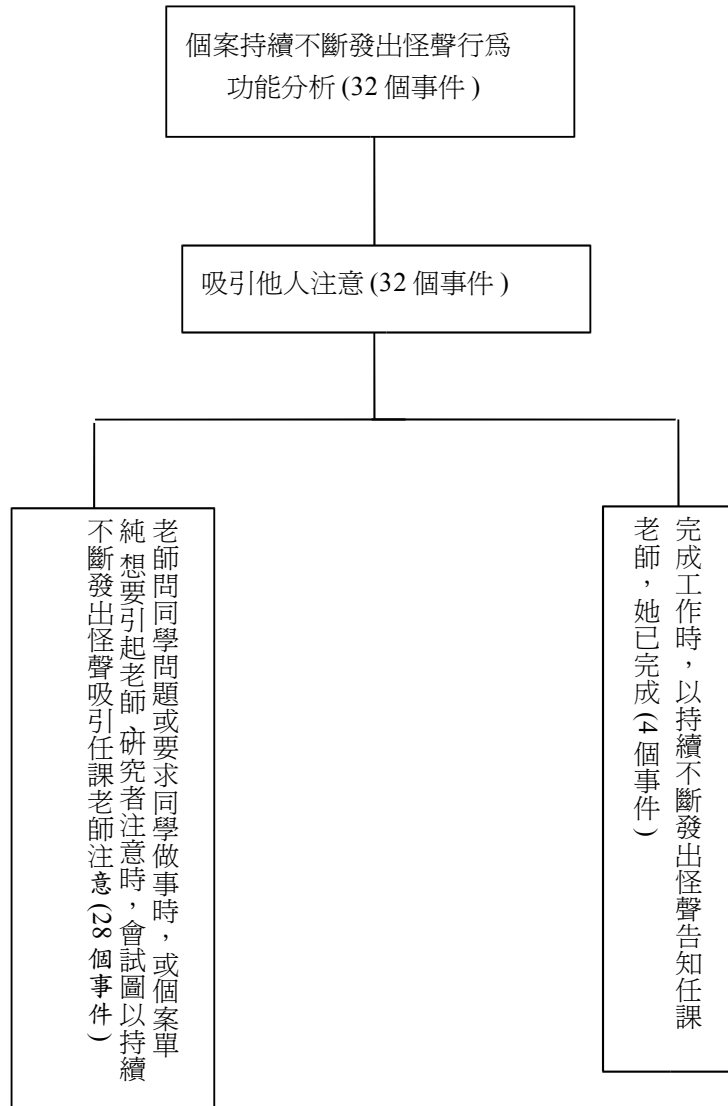 個案持續不斷發出怪聲行為
功能分析 (32 個事件)
吸引他人注意 (32 個事件)
老師問同學問題或要求同學做事時，或個案單
純 想要引起老師、研究者注意時，會試圖以持續
不斷發出怪聲吸引任課老師注意 (28 個事件)
完成工作時，以持續不斷發出怪聲告知任課
老師，她已完成 (4 個事件)